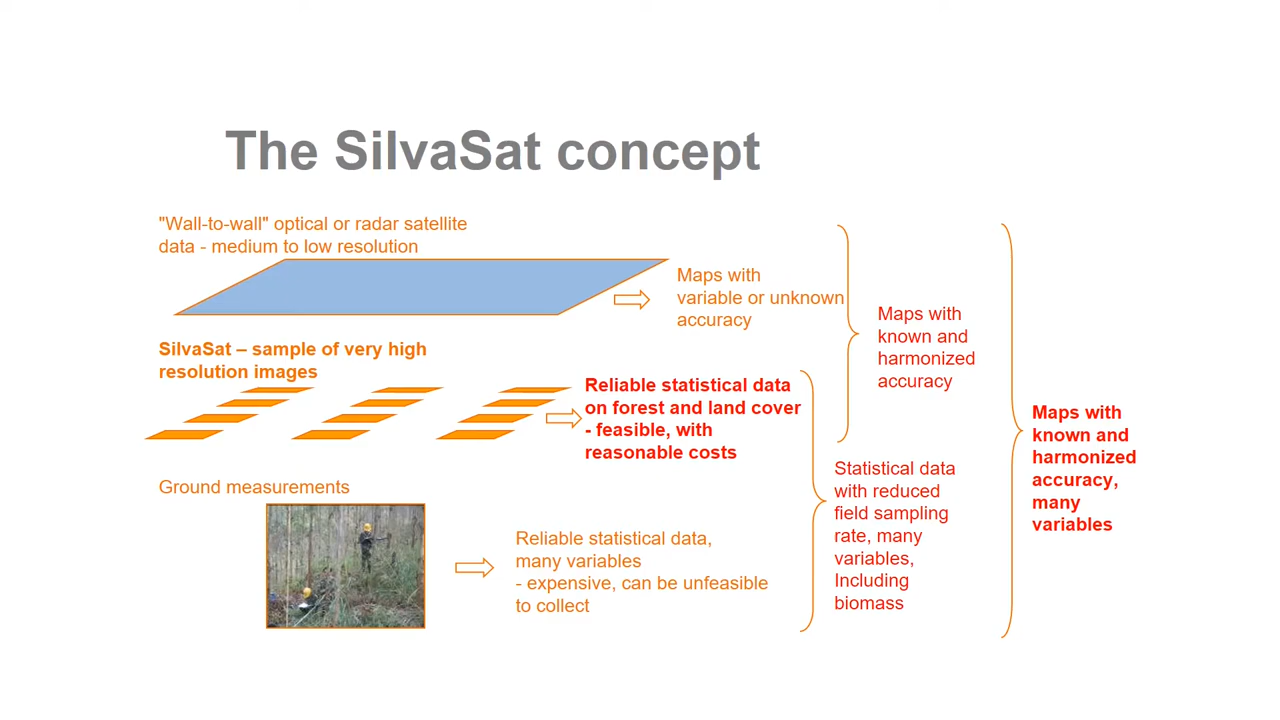 The SilvaSat concept
"Wall-to-wall" optical or radar satellite
data - medium to low resolution
Maps with
variable or unknown
accuracy
SilvaSat – sample of very high
resolution images
Reliable statistical data
on forest and land cover
- feasible, with
reasonable costs
Ground measurements
Reliable statistical data,
many variables
- expensive, can be unfeasible
to collect
Maps with
known and
harmonized
accuracy
Statistical data
with reduced
field sampling
rate, many
variables,
Including
biomass
Maps with
known and
harmonized
accuracy,
many
variables